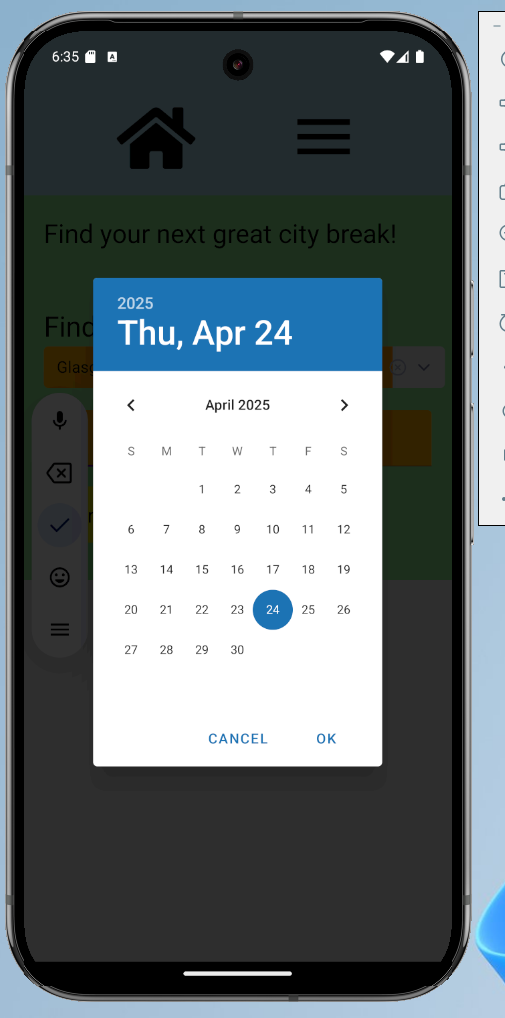 6:35
Find your next great city break!
2025
Thu, Apr 24
Find
Glasg
April 2025
S M T W T F S
1 2 3 4 5
6 7 8 9 10 11 12
13 14 15 16 17 18 19
20 21 22 23 24 25 26
27 28 29 30
CANCEL OK